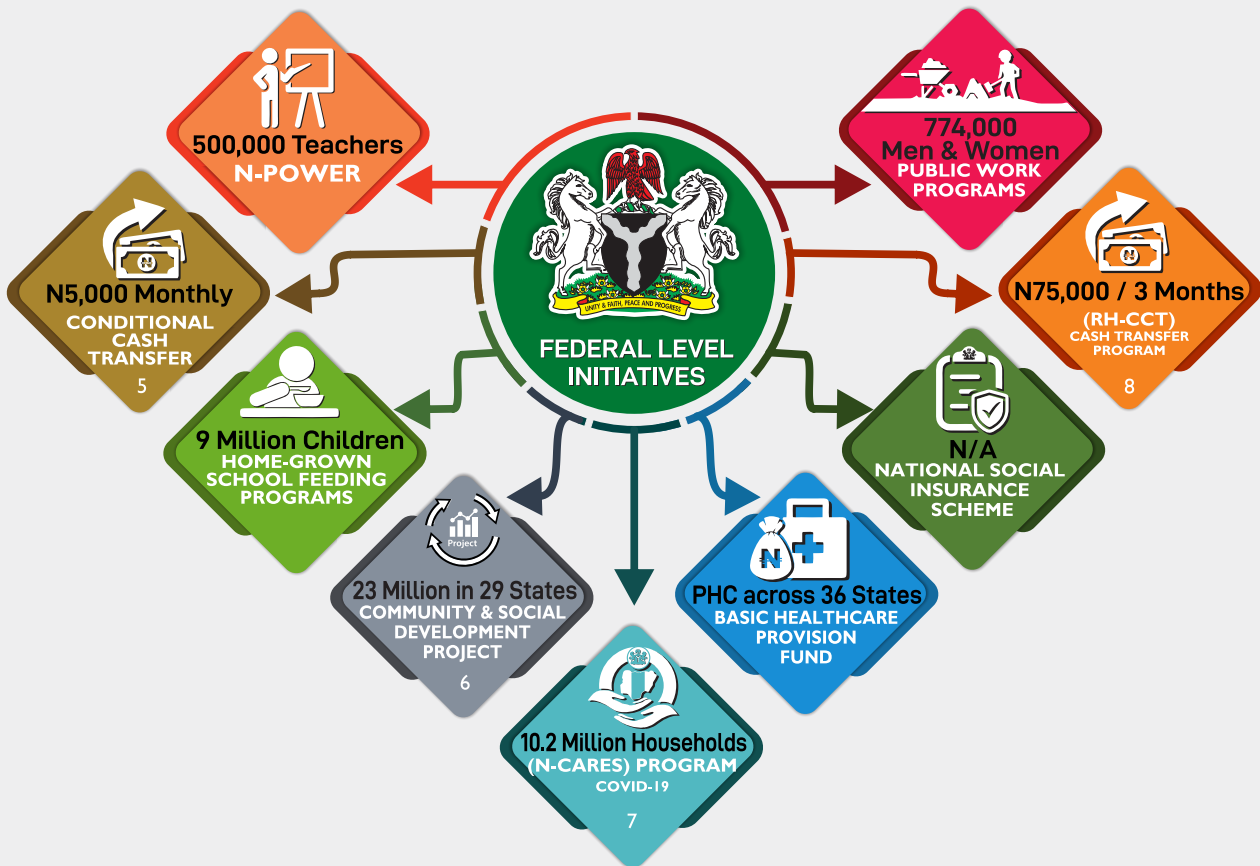 500,000 Teachers
N-POWER
774,000
Men & Women
PUBLIC WORK
PROGRAMS
N5,000 Monthly
CONDITIONAL
CASH
TRANSFER
5
UNITY & FAITH, PEACE AND PROGRESS
FEDERAL LEVEL
INITIATIVES
N75,000 / 3 Months
(RH-CCT)
CASH TRANSFER
PROGRAM
8
9 Million Children
HOME-GROWN
SCHOOL FEEDING
PROGRAMS
N/A
NATIONAL SOCIAL
INSURANCE
SCHEME
Project
23 Million in 29 States
COMMUNITY & SOCIAL
DEVELOPMENT
PROJECT
6
N
PHC across 36 States
BASIC HEALTHCARE
PROVISION
FUND
10.2 Million Households
(N-CARES) PROGRAM
COVID-19
7